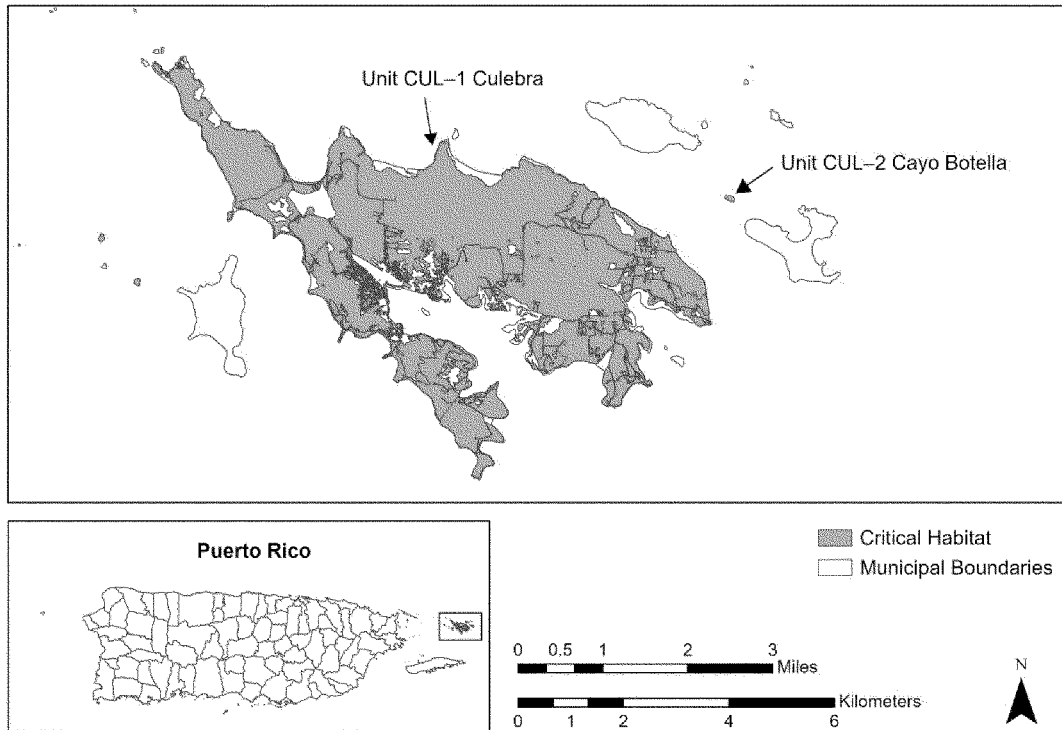 Unit CUL–1 Culebra
Unit CUL–2 Cayo Botella
Puerto Rico
Critical Habitat
Municipal Boundaries
0 0.5 1 2 3
Miles
Kilometers
0 1 2 4 6
N